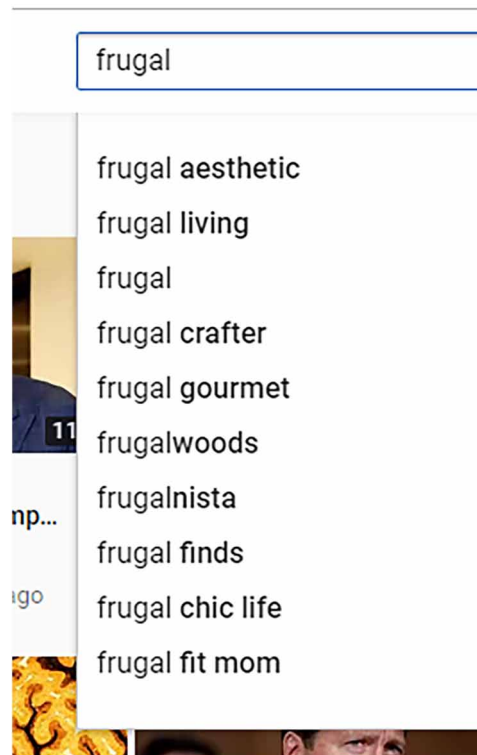 frugal
frugal aesthetic
frugal living
frugal
frugal crafter
frugal gourmet
frugalwoods
11
frugalnista
mp...
frugal finds
ago
frugal chic life
frugal fit mom